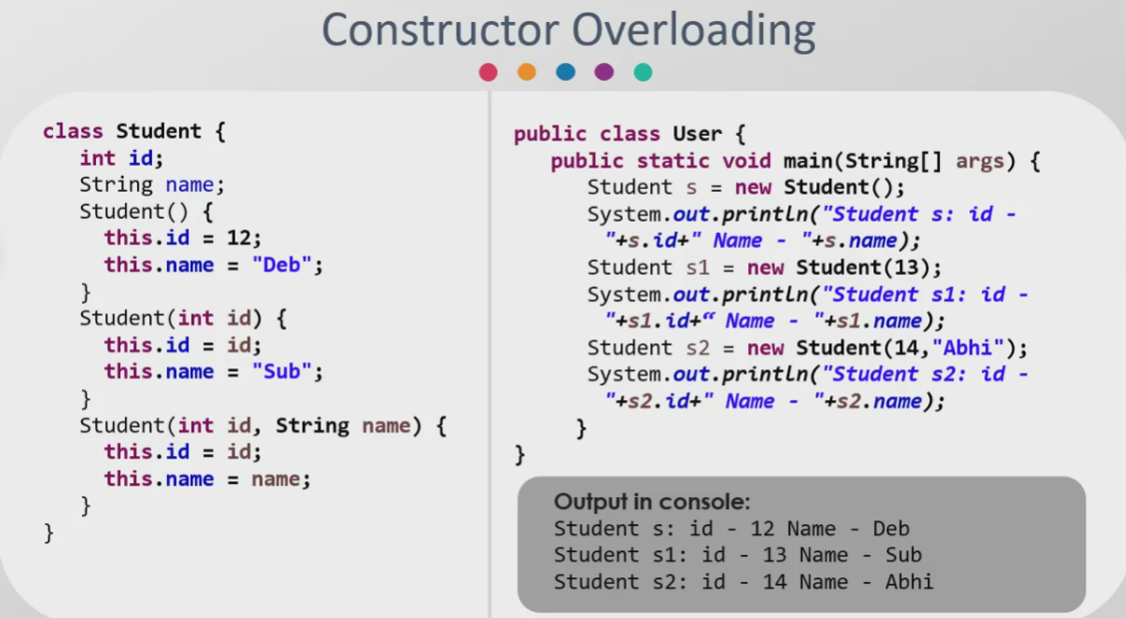 Constructor Overloading
class Student {
int id;
String name;
Student() {
this.id = 12;
this.name = "Deb";
}
Student(int id) {
this.id = id;
this.name = "Sub";
}
Student(int id, String name) {
this.id = id;
this.name = name;
}
}
public class User {
public static void main(String[] args) {
Student s = new Student();
System.out.println("Student s: id -
"+s.id+" Name - "+s.name);
Student s1 = new Student(13);
System.out.println("Student s1: id -
"+s1.id+“ Name - "+s1.name);
Student s2 = new Student(14,"Abhi");
System.out.println("Student s2: id -
"+s2.id+" Name - "+s2.name);
}
}
Output in console:
Student s: id - 12 Name - Deb
Student s1: id - 13 Name - Sub
Student s2: id - 14 Name - Abhi